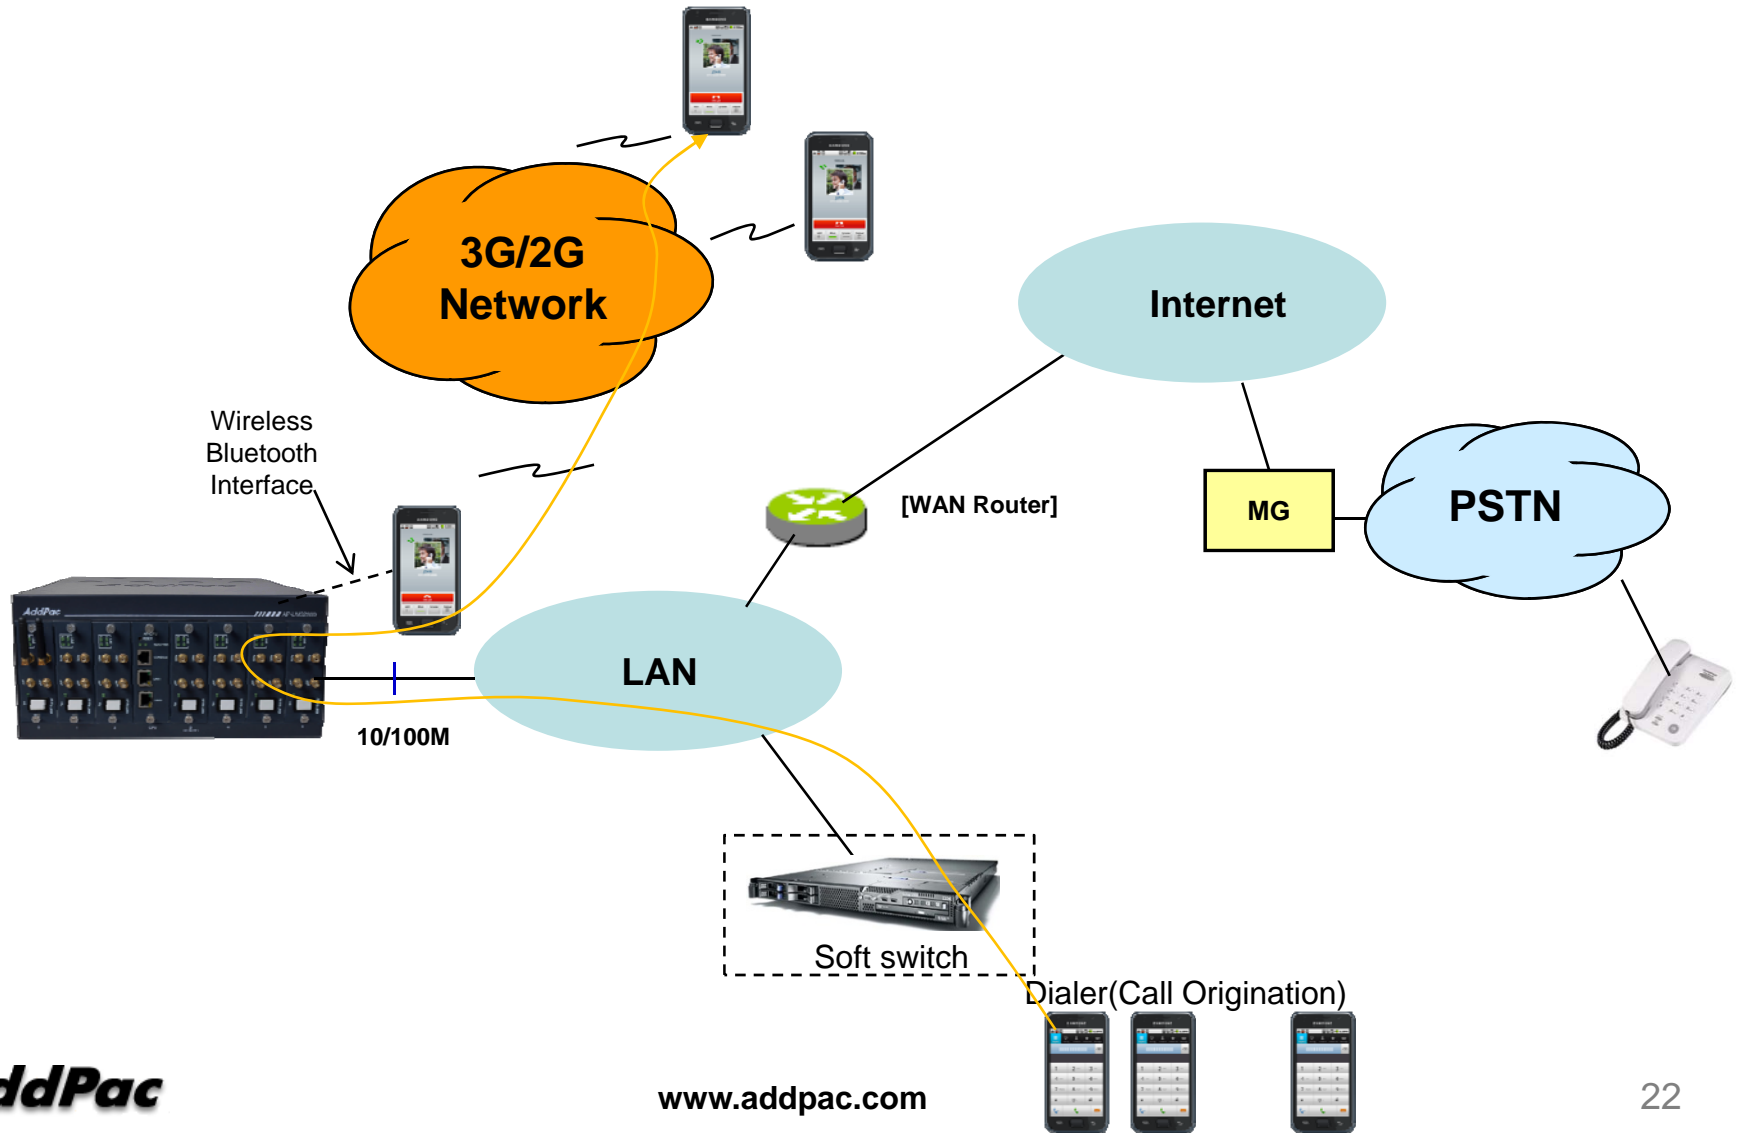 3G/2G
Network
Internet
Wireless
Bluetooth
Interface
[WAN Router]
MG
PSTN
AddPac
LAN
10/100M
Soft switch
Dialer(Call Origination)
www.addpac.com
22